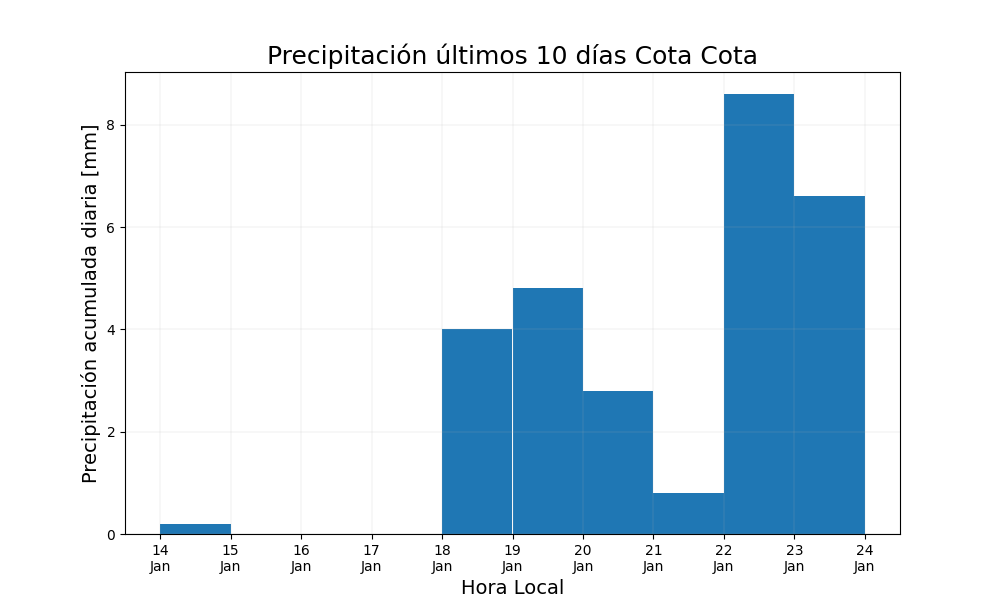 Precipitación últimos 10 días Cota Cota
Precipitación acumulada diaria [mm]
8
6
4
2
0
14 15 16 17 18 19 20 21 22 23 24
Jan Jan Jan Jan Jan Jan Jan Jan Jan Jan Jan
Hora Local